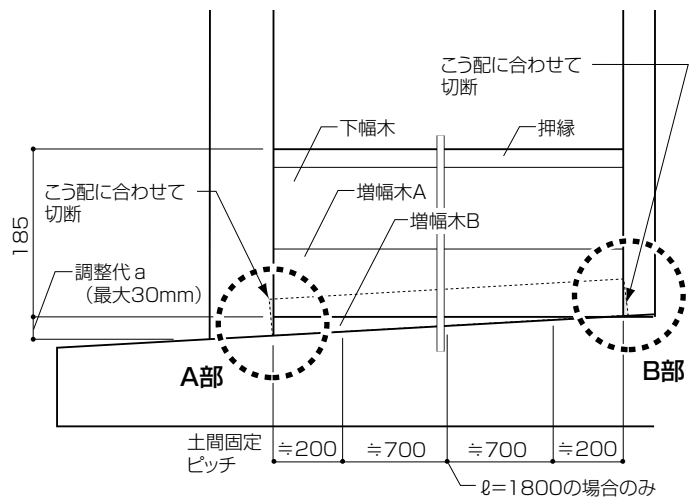 こう配に合わせて
切断
下幅木
押縁
こう配に合わせて
切断
増幅木A
増幅木B
185
調整代a
（最大30mm）
A部
B部
土間固定
ピッチ
≒200
≒700
≒700
≒200
ℓ=1800の場合のみ